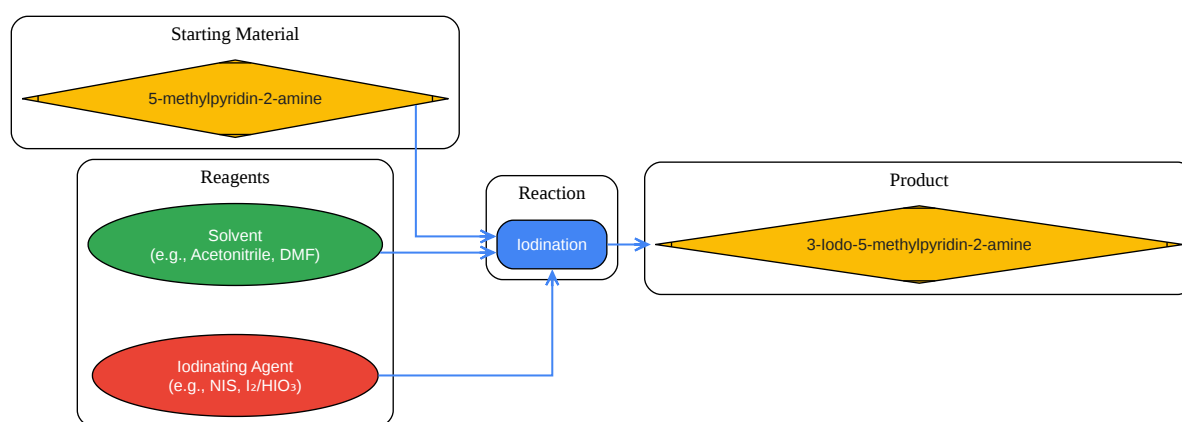 Starting Material
5-methylpyridin-2-amine
Reagents
Solvent
(e.g., Acetonitrile, DMF)
Iodinating Agent
(e.g., NIS, I₂/HIO₃)
Reaction
Iodination
Product
3-Iodo-5-methylpyridin-2-amine